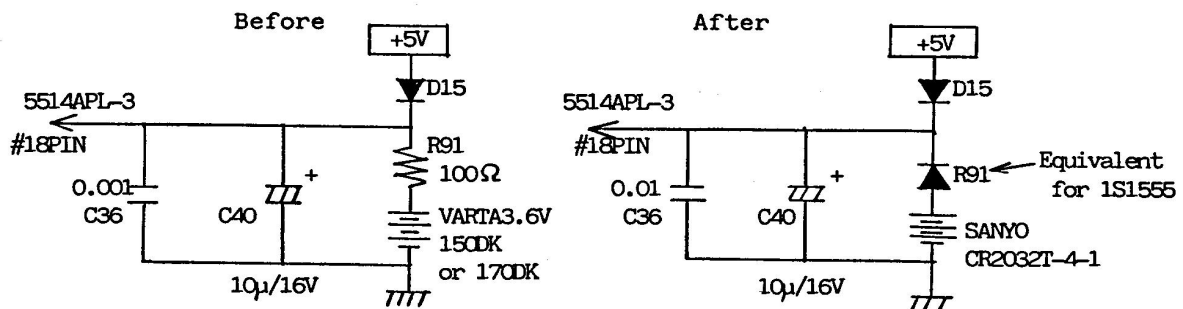 Before
+5V
D15
5514APL-3
#18PIN
R91
100Ω
+
0.001
C36
C40
VARTA3.6V
150DK
or 170DK
10μ/16V
After
+5V
D15
5514APL-3
#18PIN
R91
Equivalent
for 1S1555
+
0.01
C36
C40
SANYO
CR2032T-4-1
10μ/16V